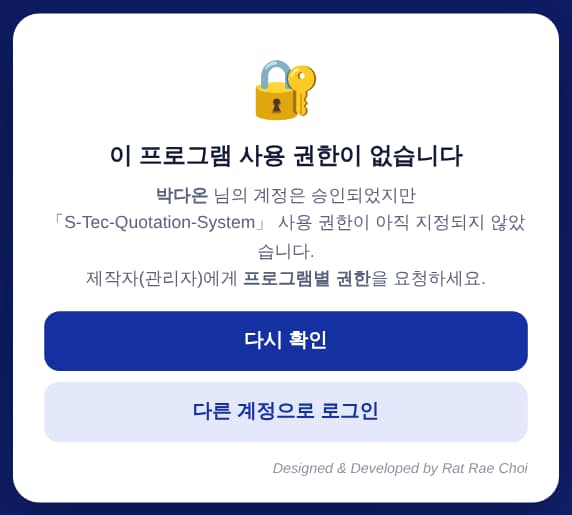 이 프로그램 사용 권한이 없습니다
박다온 님의 계정은 승인되었지만
「S-Tec-Quotation-System」 사용 권한이 아직 지정되지 않았
습니다.
제작자(관리자)에게 프로그램별 권한을 요청하세요.
다시 확인
다른 계정으로 로그인
Designed & Developed by Rat Rae Choi